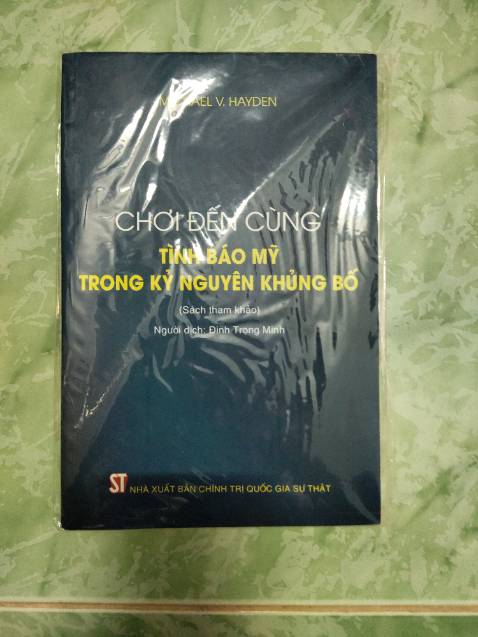 MICHAEL V. HAYDEN
CHƠI ĐẾN CÙNG
TÌNH BÁO MỸ
TRONG KỶ NGUYÊN KHỦNG BỐ
(Sách tham khảo)
Người dịch: Đinh Trọng Minh
ST NHÀ XUẤT BẢN CHÍNH TRỊ QUỐC GIA SỰ THẬT